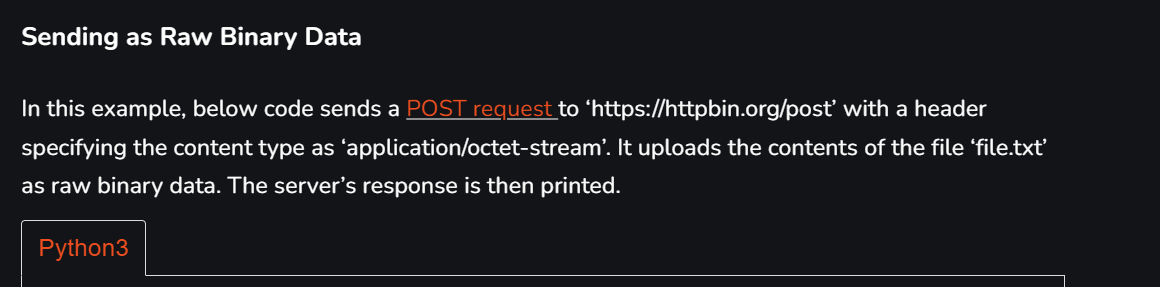 Sending as Raw Binary Data
In this example, below code sends a POST request to ‘https://httpbin.org/post’ with a header
specifying the content type as ‘application/octet-stream’. It uploads the contents of the file ‘file.txt’
as raw binary data. The server’s response is then printed.
Python3